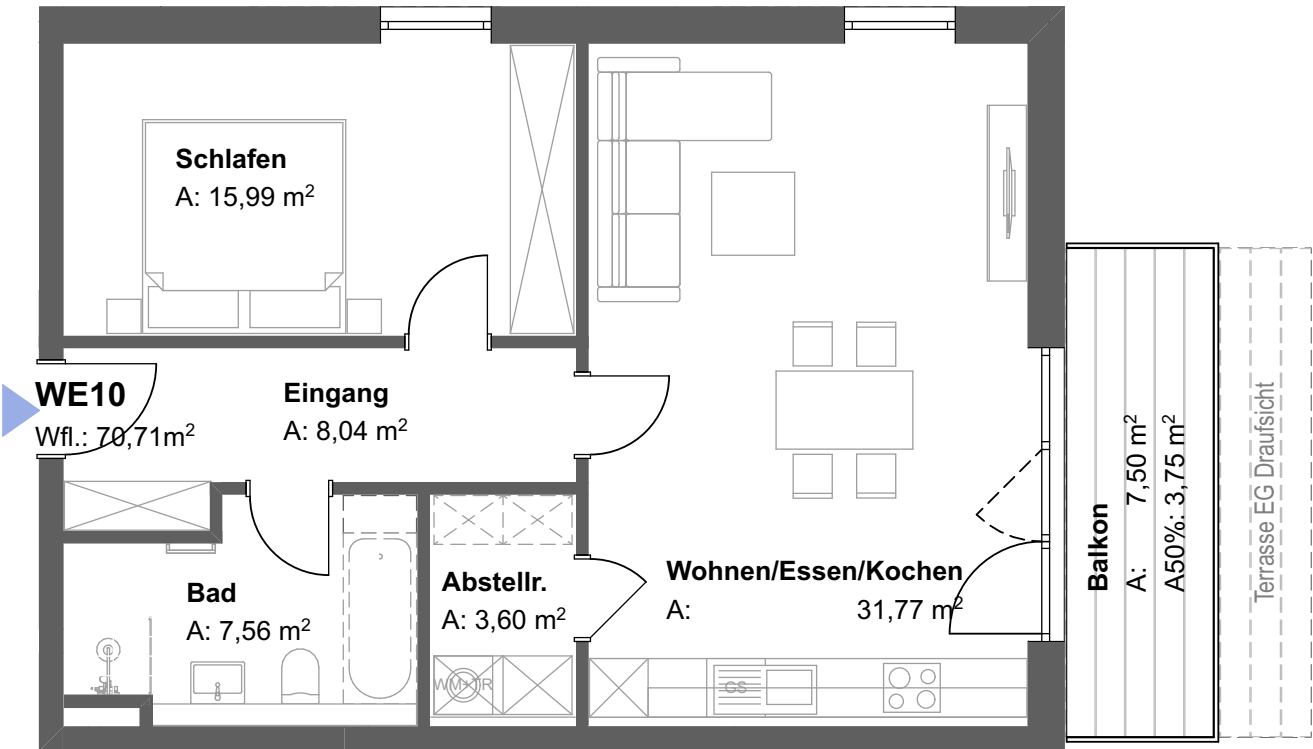 Schlafen
A: 15,99 m²
WE10
Wfl.: 70,71m²
Eingang
A: 8,04 m²
Bad
A: 7,56 m²
Abstellr.
A: 3,60 m²
WM+TR
Wohnen/Essen/Kochen
A: 31,77 m²
GS
Balkon
A: 7,50 m²
A50%: 3,75 m²
Terrasse EG Draufsicht